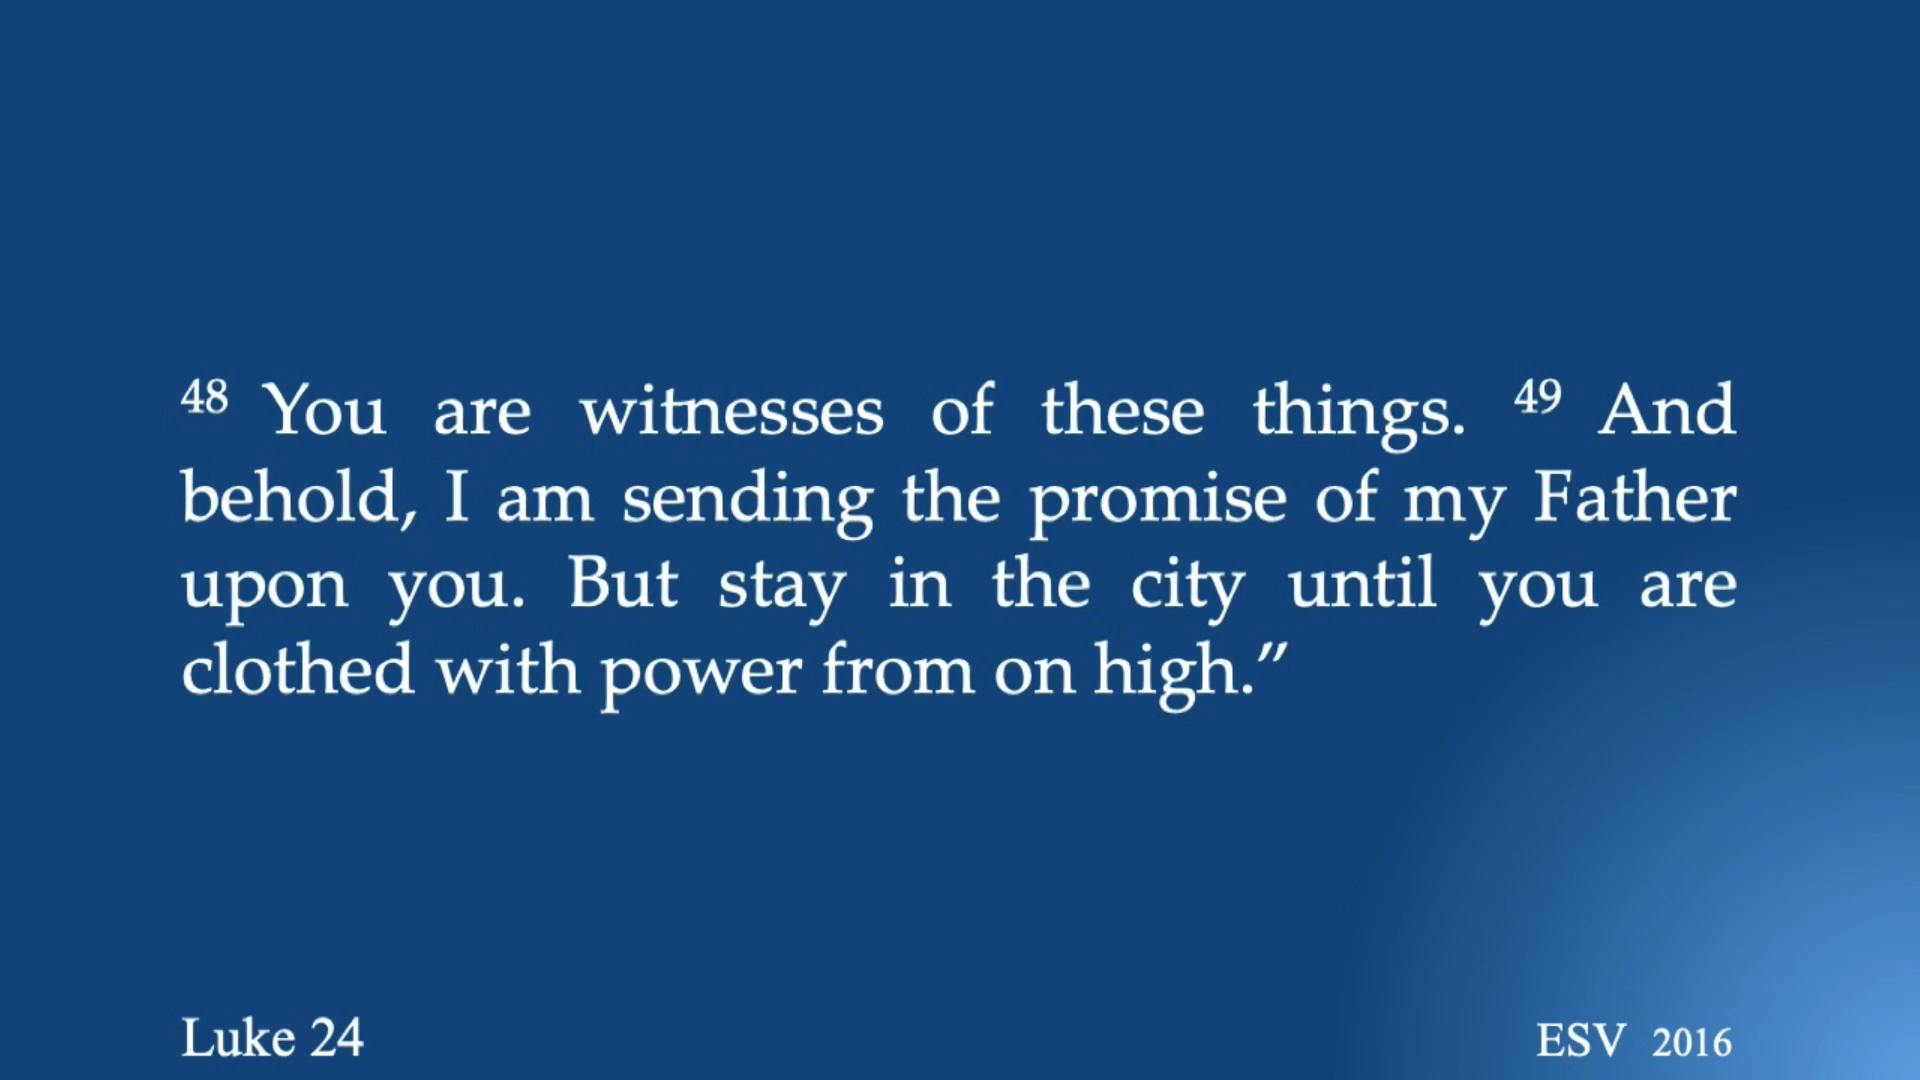 48 You are witnesses of these things. 49 And
behold, I am sending the promise of my Father
upon you. But stay in the city until you are
clothed with power from on high.”
Luke 24
ESV 2016